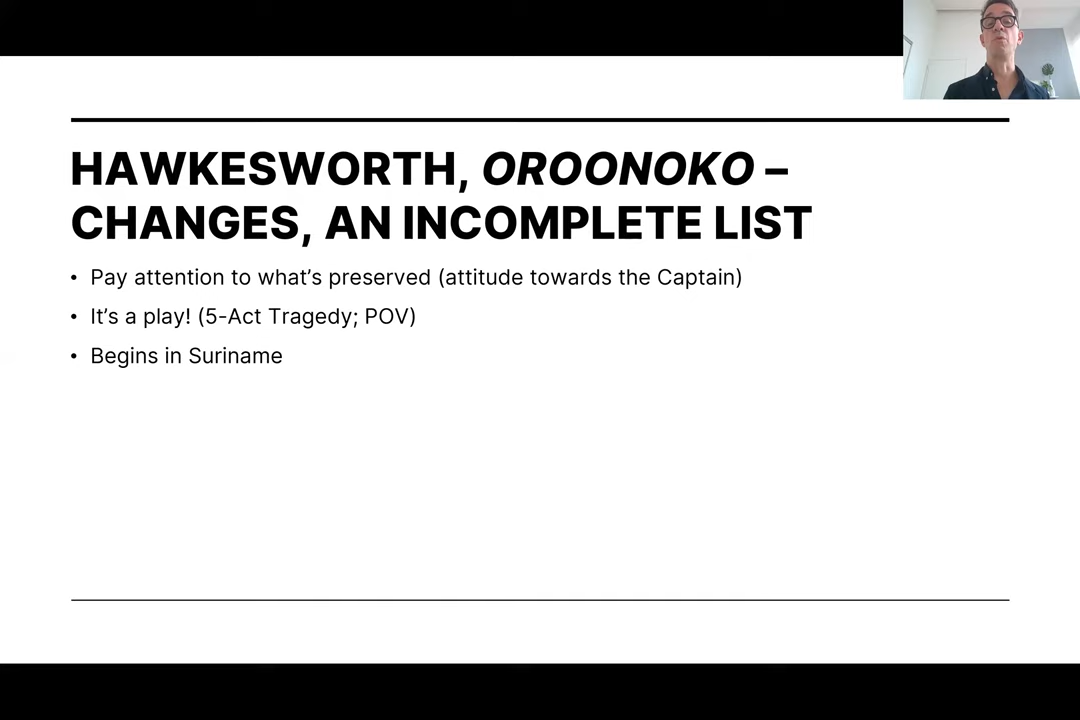 HAWKESWORTH, OROONOKO –
CHANGES, AN INCOMPLETE LIST
• Pay attention to what’s preserved (attitude towards the Captain)
• It’s a play! (5-Act Tragedy; POV)
• Begins in Suriname